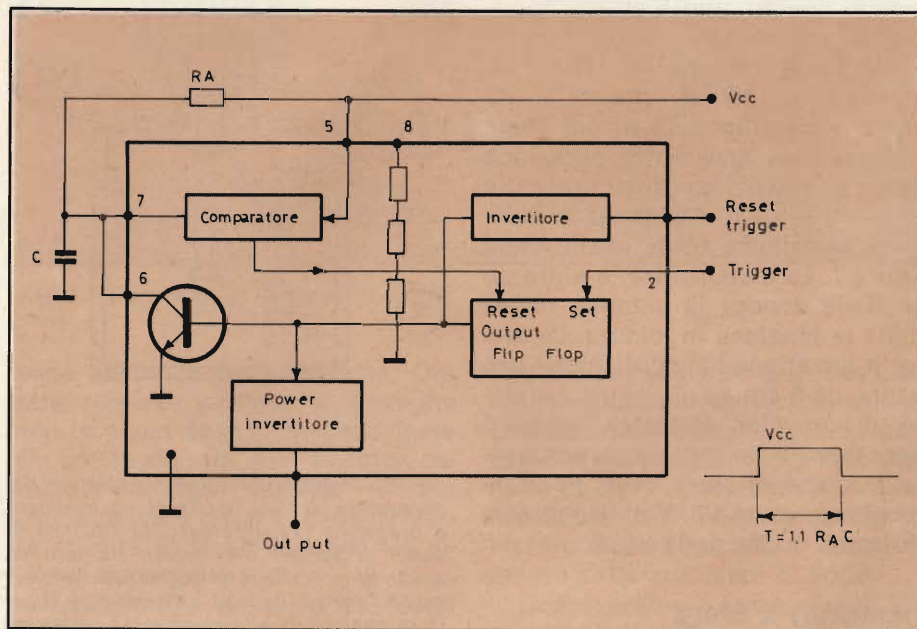 RA
5 8
Vcc
7
Comparatore
Invertitore
Reset
trigger
C
6
2
Trigger
Reset Set
Output
Flip Flop
Power
invertitore
Out put
Vcc
T = 1,1 RAC